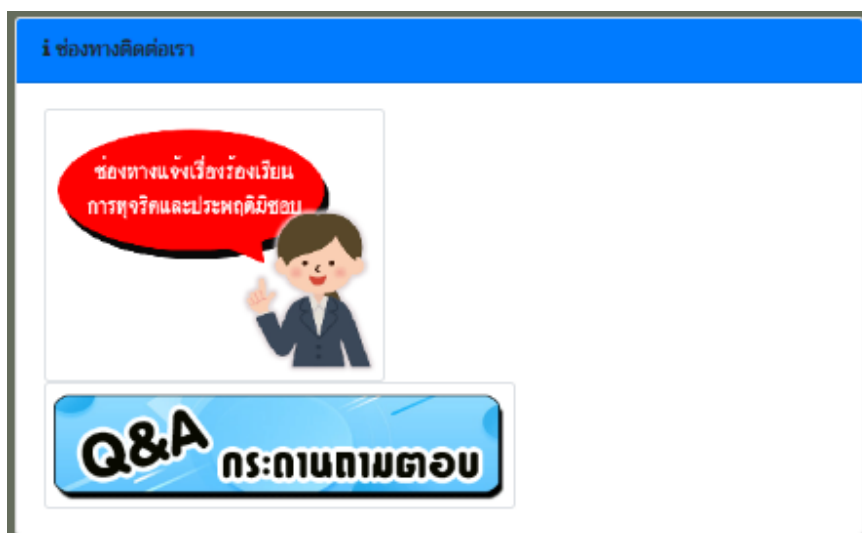 i ช่องทางติดต่อเรา
ช่องทางแจ้งเรื่องร้องเรียน
การทุจริตและประพฤติมิชอบ
Q&A กระดานถามตอบ